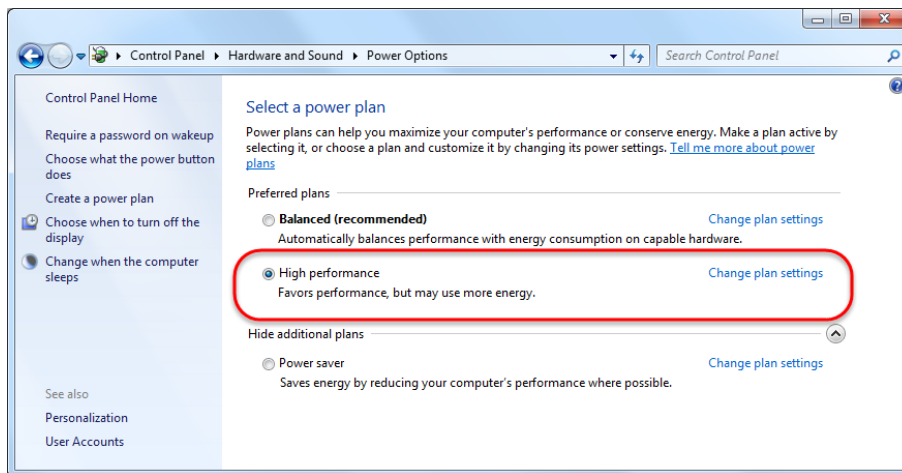 Control Panel Hardware and Sound Power Options Search Control Panel
Control Panel Home
Require a password on wakeup
Choose what the power button
does
Create a power plan
Choose when to turn off the
display
Change when the computer
sleeps
See also
Personalization
User Accounts
Select a power plan
Power plans can help you maximize your computer's performance or conserve energy. Make a plan active by
selecting it, or choose a plan and customize it by changing its power settings. Tell me more about power
plans
Preferred plans
Balanced (recommended) Change plan settings
Automatically balances performance with energy consumption on capable hardware.
High performance Change plan settings
Favors performance, but may use more energy.
Hide additional plans
Power saver Change plan settings
Saves energy by reducing your computer's performance where possible.